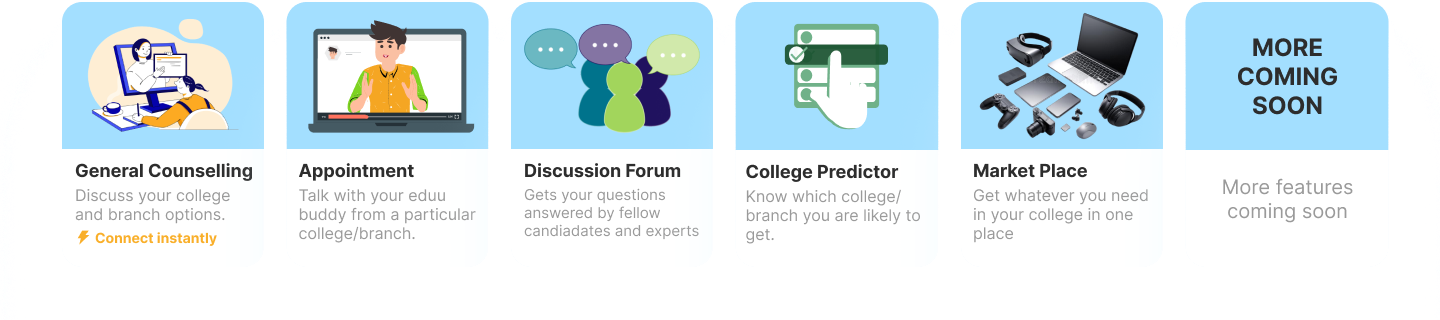 General Counselling
Discuss your college
and branch options.
Connect instantly
Appointment
Talk with your eduu
buddy from a particular
college/branch.
Discussion Forum
Gets your questions
answered by fellow
candiadates and experts
College Predictor
Know which college/
branch you are likely to
get.
Market Place
Get whatever you need
in your college in one
place
MORE
COMING
SOON
More features
coming soon